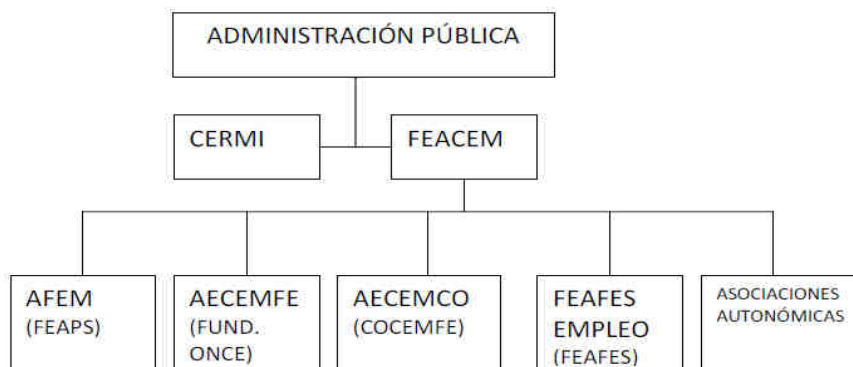 ADMINISTRACIÓN PÚBLICA
CERMI
FEACEM
AFEM
(FEAPS)
AECEMFE
(FUND.
ONCE)
AECEMCO
(COCEMFE)
FEAFES
EMPLEO
(FEAFES)
ASOCIACIONES
AUTONÓMICAS